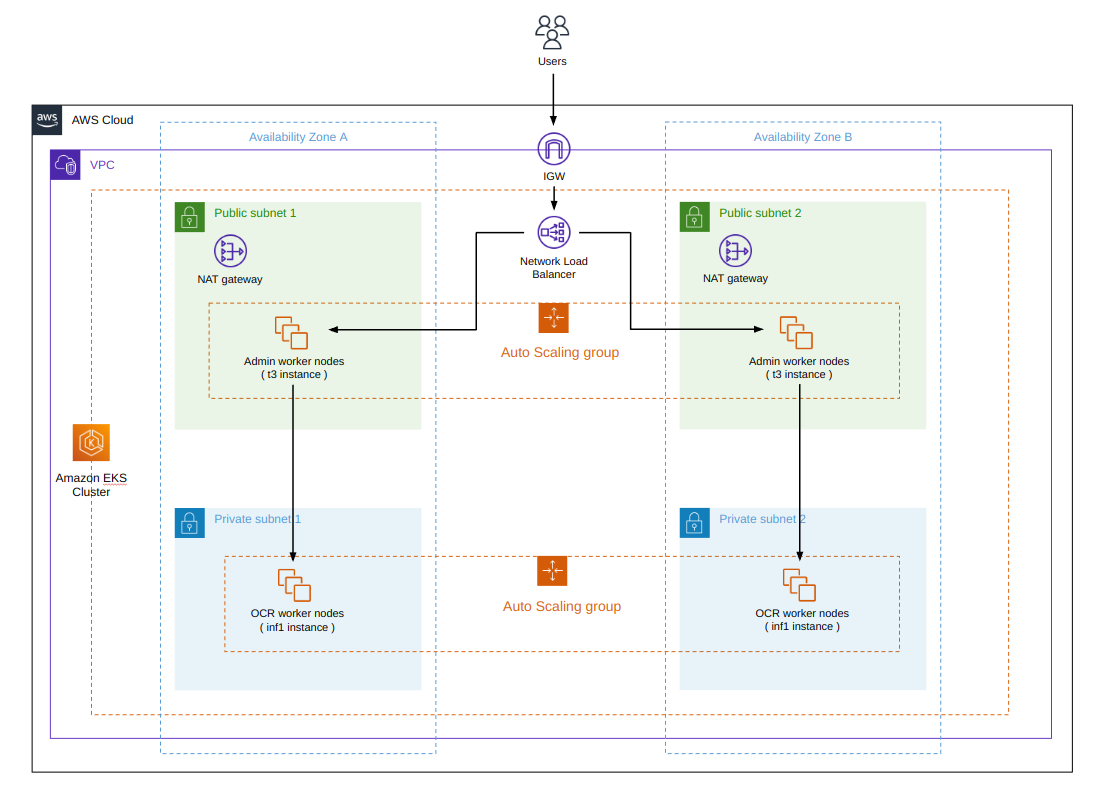 Users
aws
AWS Cloud
Availability Zone A
Availability Zone B
VPC
IGW
Public subnet 1
Public subnet 2
NAT gateway
Network Load
Balancer
NAT gateway
Auto Scaling group
Admin worker nodes
( t3 instance )
Admin worker nodes
( t3 instance )
K
Amazon EKS
Cluster
Private subnet 1
Private subnet 2
Auto Scaling group
OCR worker nodes
( inf1 instance )
OCR worker nodes
( inf1 instance )